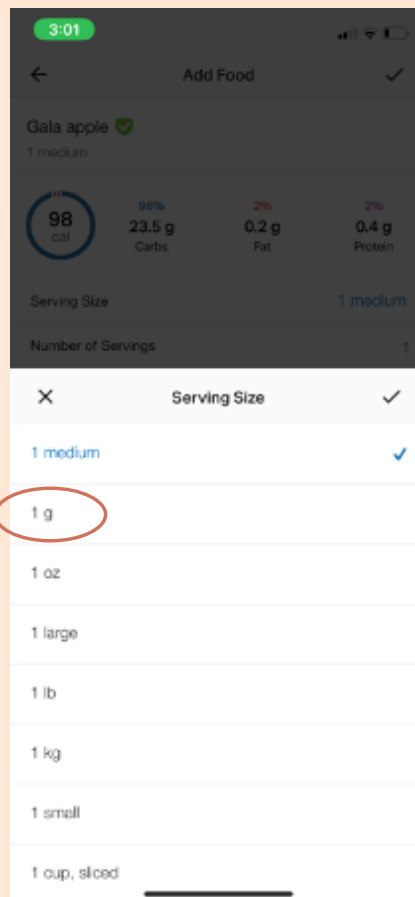 3:01
Add Food
Gala apple
1 medium
98
cal
96%
23.5 g
Carbs
2%
0.2 g
Fat
2%
0.4 g
Protein
Serving Size
1 medium
Number of Servings
1
Serving Size
1 medium
1 g
1 oz
1 large
1 lb
1 kg
1 small
1 cup, sliced